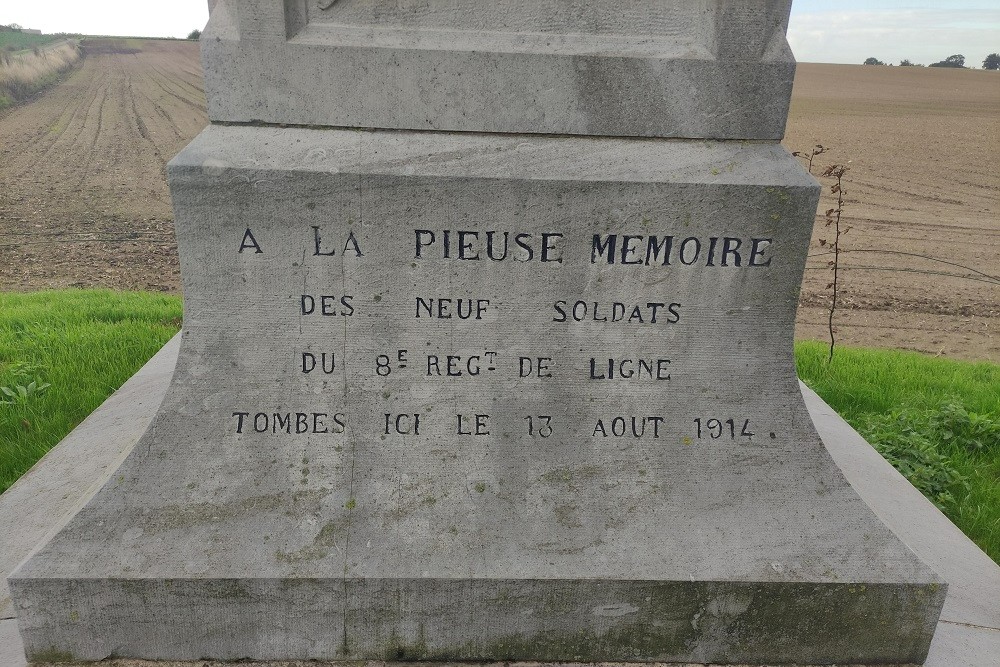 A LA PIEUSE MEMOIRE
DES NEUF SOLDATS
DU 8E REGT DE LIGNE
TOMBES ICI LE 13 AOUT 1914.